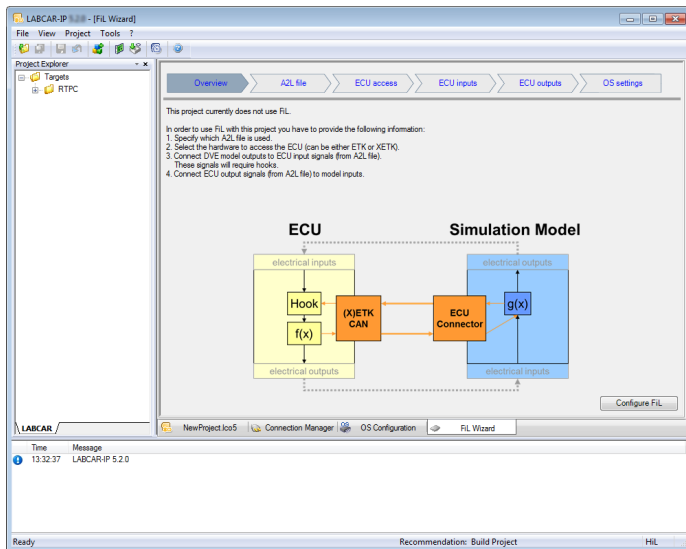 LABCAR-IP - [FiL Wizard]
File View Project Tools ?
Project Explorer
Targets
RTPC
Overview A2L file ECU access ECU inputs ECU outputs OS settings
This project currently does not use FiL.
In order to use FiL with this project you have to provide the following information:
1. Specify which A2L file is used.
2. Select the hardware to access the ECU (can be either ETK or XETK).
3. Connect DVE model outputs to ECU input signals (from A2L file).
These signals will require hooks.
4. Connect ECU output signals (from A2L file) to model inputs.
ECU Simulation Model
electrical inputs electrical outputs
Hook (X)ETK CAN ECU Connector g(x)
f(x)
electrical outputs electrical inputs
Configure FiL
LABCAR NewProject.lco5 Connection Manager OS Configuration FiL Wizard
Time Message
13:32:37 LABCAR-IP 5.2.0
Ready Recommendation: Build Project HiL